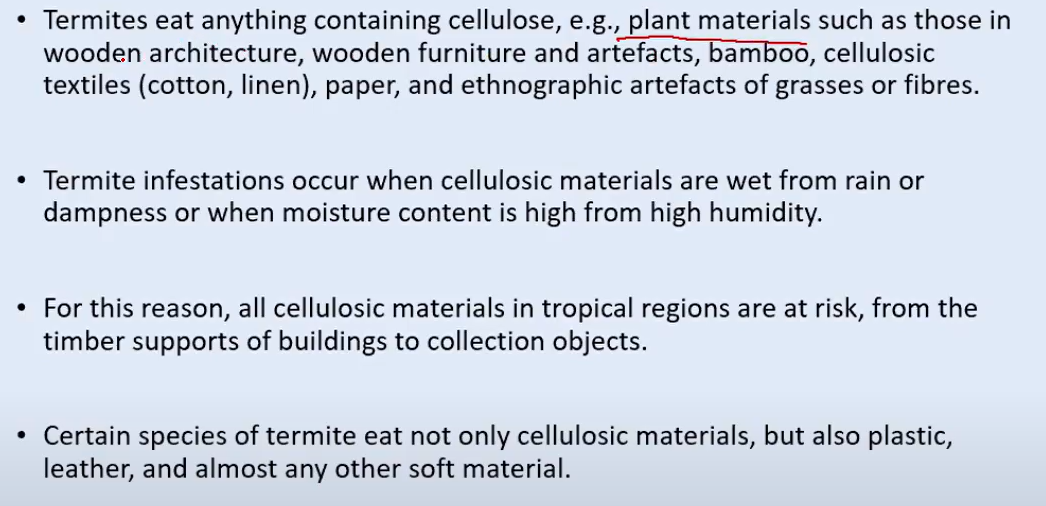 • Termites eat anything containing cellulose, e.g., plant materials such as those in
wooden architecture, wooden furniture and artefacts, bamboo, cellulosic
textiles (cotton, linen), paper, and ethnographic artefacts of grasses or fibres.
• Termite infestations occur when cellulosic materials are wet from rain or
dampness or when moisture content is high from high humidity.
• For this reason, all cellulosic materials in tropical regions are at risk, from the
timber supports of buildings to collection objects.
• Certain species of termite eat not only cellulosic materials, but also plastic,
leather, and almost any other soft material.